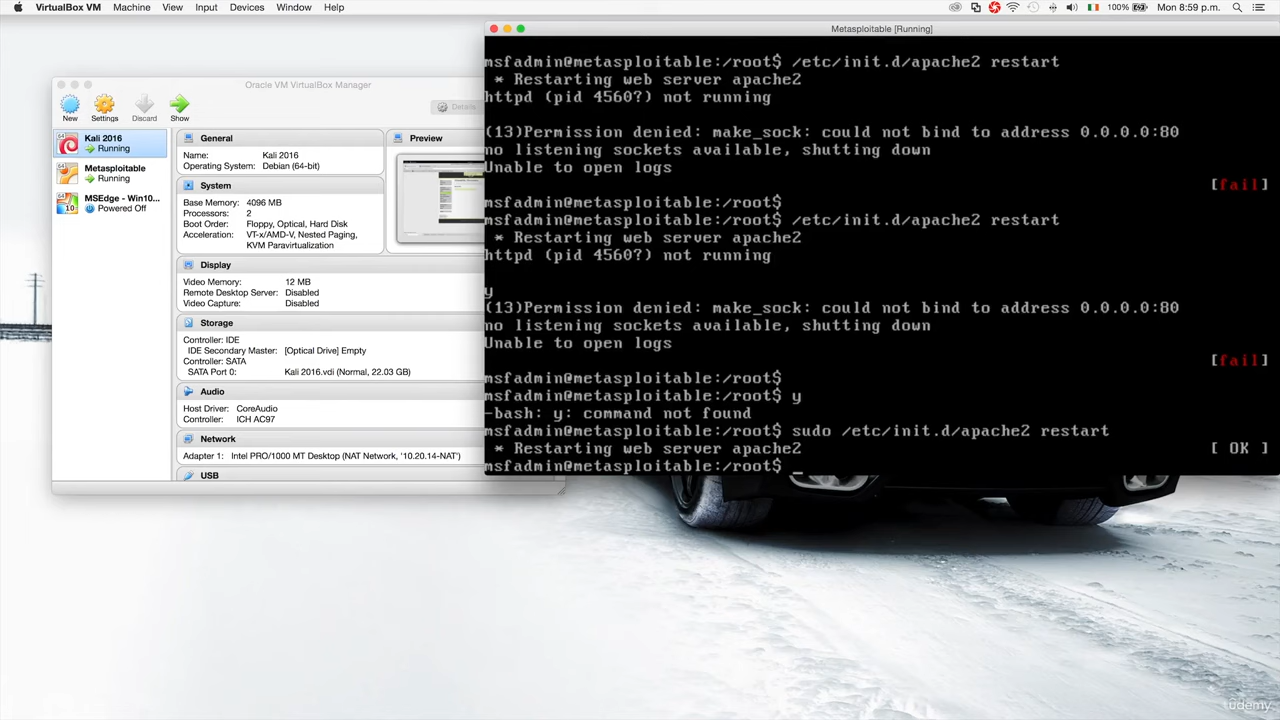 VirtualBox VM Machine View Input Devices Window Help 100% Mon 8:59 p.m.
Metasploitable [Running]
Oracle VM VirtualBox Manager
New Settings Discard Show Details
Kali 2016
Running
Metasploitable
Running
MSEdge - Win10...
Powered Off
64
64
64
10
General
Name: Kali 2016
Operating System: Debian (64-bit)
System
Base Memory: 4096 MB
Processors: 2
Boot Order: Floppy, Optical, Hard Disk
Acceleration: VT-x/AMD-V, Nested Paging,
KVM Paravirtualization
Display
Video Memory: 12 MB
Remote Desktop Server: Disabled
Video Capture: Disabled
Storage
Controller: IDE
IDE Secondary Master: [Optical Drive] Empty
Controller: SATA
SATA Port 0: Kali 2016.vdi (Normal, 22.03 GB)
Audio
Host Driver: CoreAudio
Controller: ICH AC97
Network
Adapter 1: Intel PRO/1000 MT Desktop (NAT Network, '10.20.14-NAT')
USB
Preview
msfadmin@metasploitable:/root$ /etc/init.d/apache2 restart
* Restarting web server apache2
httpd (pid 4560?) not running
(13)Permission denied: make_sock: could not bind to address 0.0.0.0:80
no listening sockets available, shutting down
Unable to open logs
[fail]
msfadmin@metasploitable:/root$
msfadmin@metasploitable:/root$ /etc/init.d/apache2 restart
* Restarting web server apache2
httpd (pid 4560?) not running
y
(13)Permission denied: make_sock: could not bind to address 0.0.0.0:80
no listening sockets available, shutting down
Unable to open logs
[fail]
msfadmin@metasploitable:/root$
msfadmin@metasploitable:/root$ y
-bash: y: command not found
msfadmin@metasploitable:/root$ sudo /etc/init.d/apache2 restart
* Restarting web server apache2 [ OK ]
msfadmin@metasploitable:/root$ _
udemy